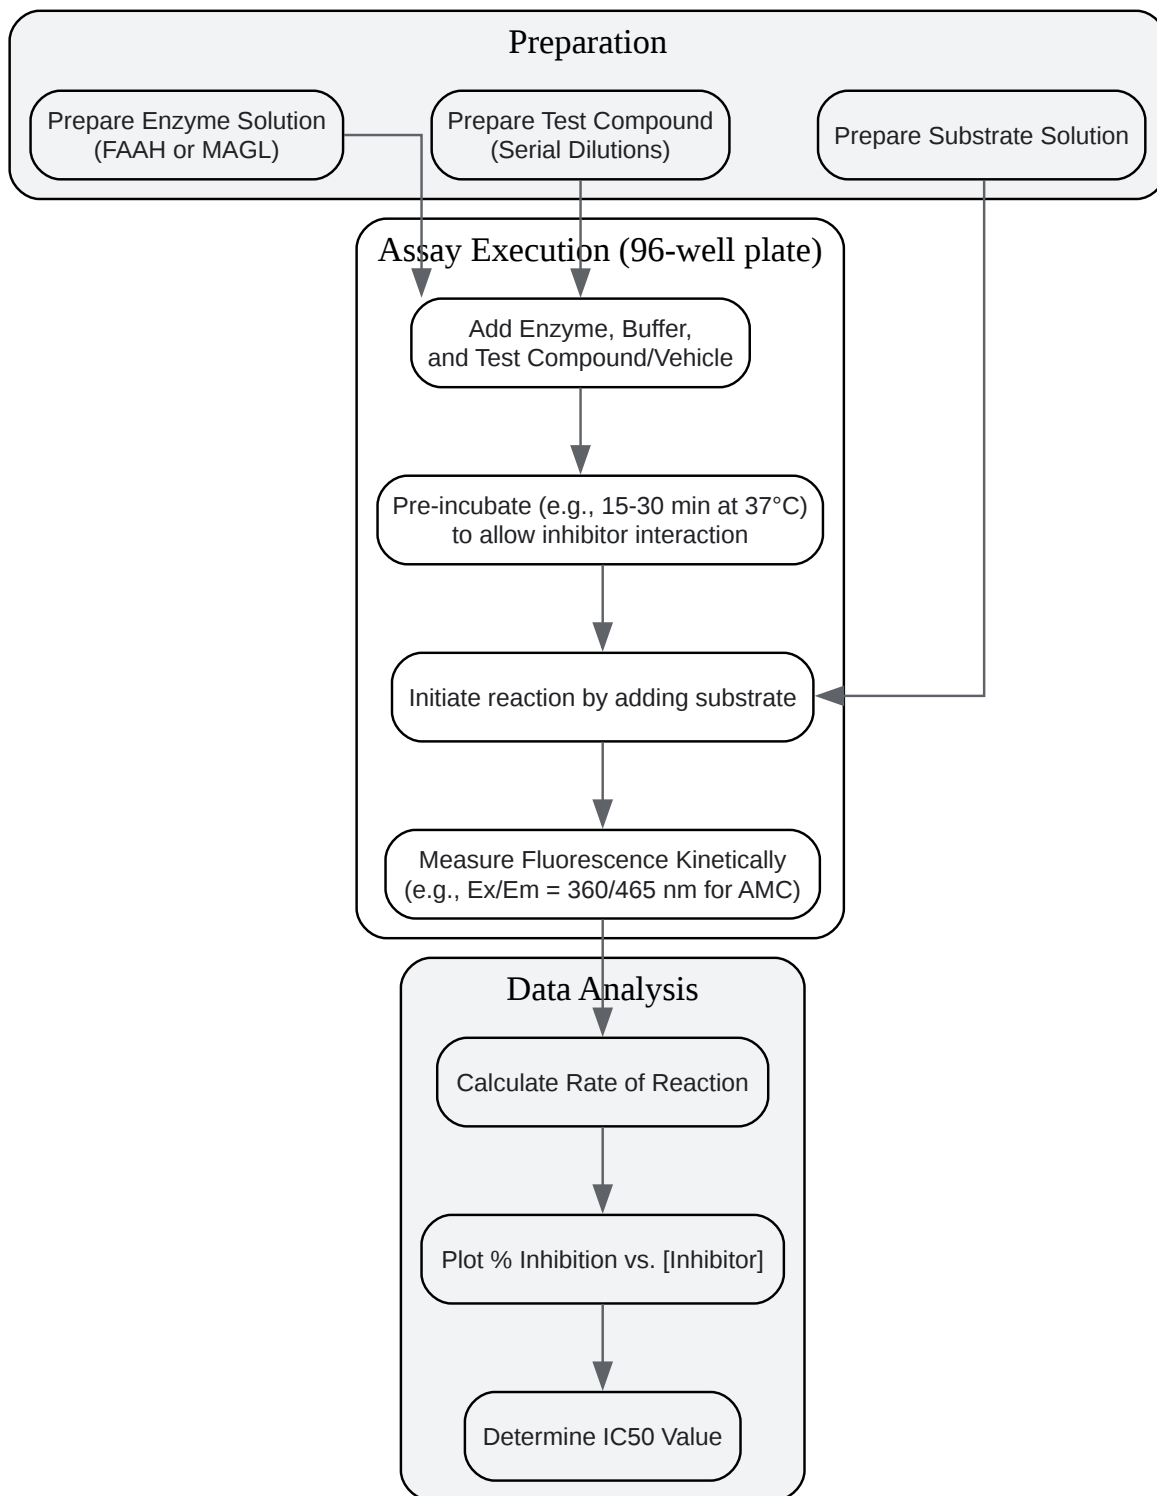 Preparation
Prepare Enzyme Solution
(FAAH or MAGL)
Prepare Test Compound
(Serial Dilutions)
Prepare Substrate Solution
Assay Execution (96-well plate)
Add Enzyme, Buffer,
and Test Compound/Vehicle
Pre-incubate (e.g., 15-30 min at 37°C)
to allow inhibitor interaction
Initiate reaction by adding substrate
Measure Fluorescence Kinetically
(e.g., Ex/Em = 360/465 nm for AMC)
Data Analysis
Calculate Rate of Reaction
Plot % Inhibition vs. [Inhibitor]
Determine IC50 Value